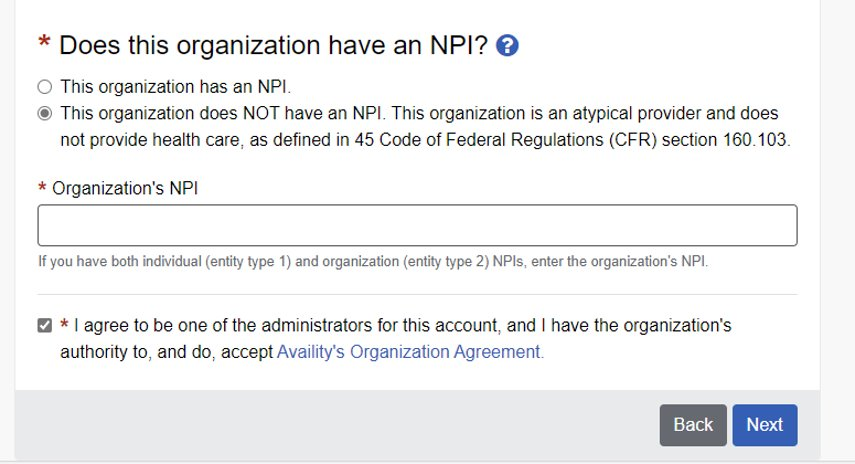 * Does this organization have an NPI? ?
This organization has an NPI.
This organization does NOT have an NPI. This organization is an atypical provider and does
not provide health care, as defined in 45 Code of Federal Regulations (CFR) section 160.103.
* Organization's NPI
If you have both individual (entity type 1) and organization (entity type 2) NPIs, enter the organization's NPI.
* I agree to be one of the administrators for this account, and I have the organization's
authority to, and do, accept Availity's Organization Agreement.
Back Next